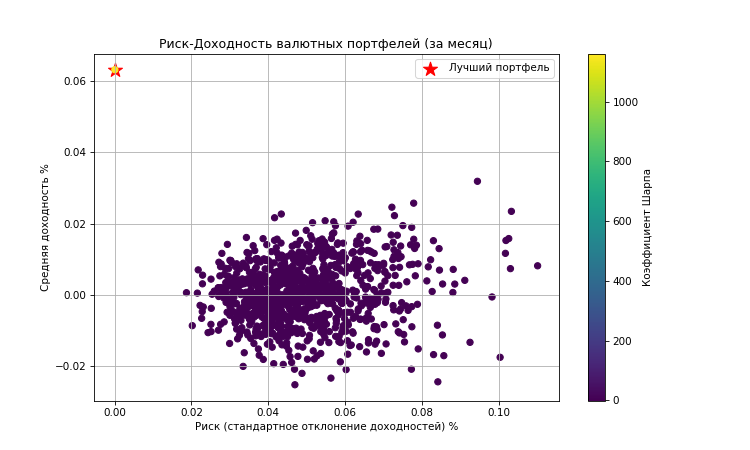 Риск-Доходность валютных портфелей (за месяц)
Лучший портфель
Средняя доходность %
0.06
0.04
0.02
0.00
−0.02
0.00 0.02 0.04 0.06 0.08 0.10
Риск (стандартное отклонение доходностей) %
1000
800
600
400
200
0
Коэффициент Шарпа